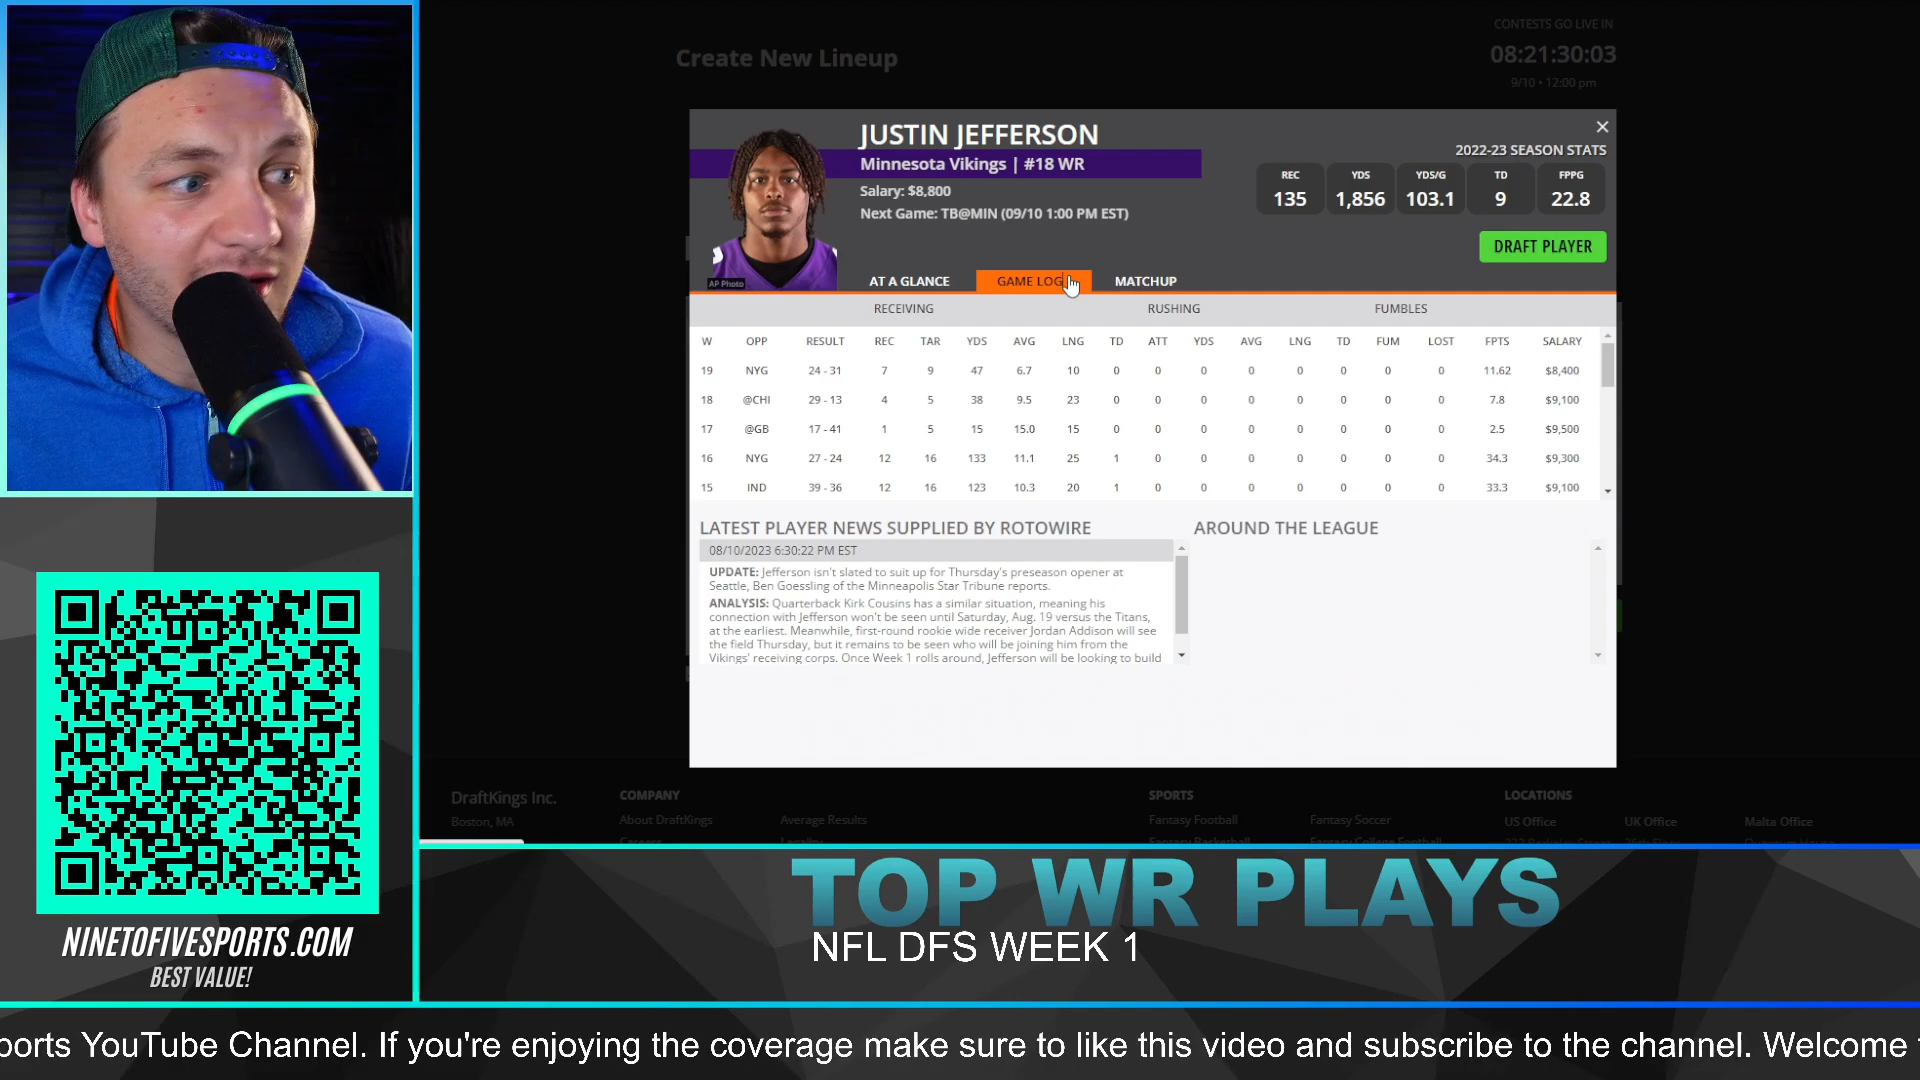 CONTESTS GO LIVE IN
Create New Lineup
08:21:30:03
9/10 • 12:00 pm
JUSTIN JEFFERSON
Minnesota Vikings | #18 WR
Salary: $8,800
Next Game: TB@MIN (09/10 1:00 PM EST)
AP Photo
2022-23 SEASON STATS
REC YDS YDS/G TD FPPG
135 1,856 103.1 9 22.8
DRAFT PLAYER
AT A GLANCE GAME LOG MATCHUP
RECEIVING RUSHING FUMBLES
W OPP RESULT REC TAR YDS AVG LNG TD ATT YDS AVG LNG TD FUM LOST FPTS SALARY
19 NYG 24 - 31 7 9 47 6.7 10 0 0 0 0 0 0 0 0 11.62 $8,400
18 @CHI 29 - 13 4 5 38 9.5 23 0 0 0 0 0 0 0 0 7.8 $9,100
17 @GB 17 - 41 1 5 15 15.0 15 0 0 0 0 0 0 0 0 2.5 $9,500
16 NYG 27 - 24 12 16 133 11.1 25 1 0 0 0 0 0 0 0 34.3 $9,300
15 IND 39 - 36 12 16 123 10.3 20 1 0 0 0 0 0 0 0 33.3 $9,100
LATEST PLAYER NEWS SUPPLIED BY ROTOWIRE
08/10/2023 6:30:22 PM EST
UPDATE: Jefferson isn't slated to suit up for Thursday's preseason opener at
Seattle, Ben Goessling of the Minneapolis Star Tribune reports.
ANALYSIS: Quarterback Kirk Cousins has a similar situation, meaning his
connection with Jefferson won't be seen until Saturday, Aug. 19 versus the Titans,
at the earliest. Meanwhile, first-round rookie wide receiver Jordan Addison will see
the field Thursday, but it remains to be seen who will be joining him from the
Vikings' receiving corps. Once Week 1 rolls around, Jefferson will be looking to build
AROUND THE LEAGUE
DraftKings Inc.
Boston, MA
COMPANY
About DraftKings Average Results
Careers
SPORTS
Fantasy Football Fantasy Soccer
Fantasy Basketball Fantasy College Football
LOCATIONS
US Office UK Office Malta Office
NINETOFIVESPORTS.COM
BEST VALUE!
TOP WR PLAYS
NFL DFS WEEK 1
ports YouTube Channel. If you're enjoying the coverage make sure to like this video and subscribe to the channel. Welcome